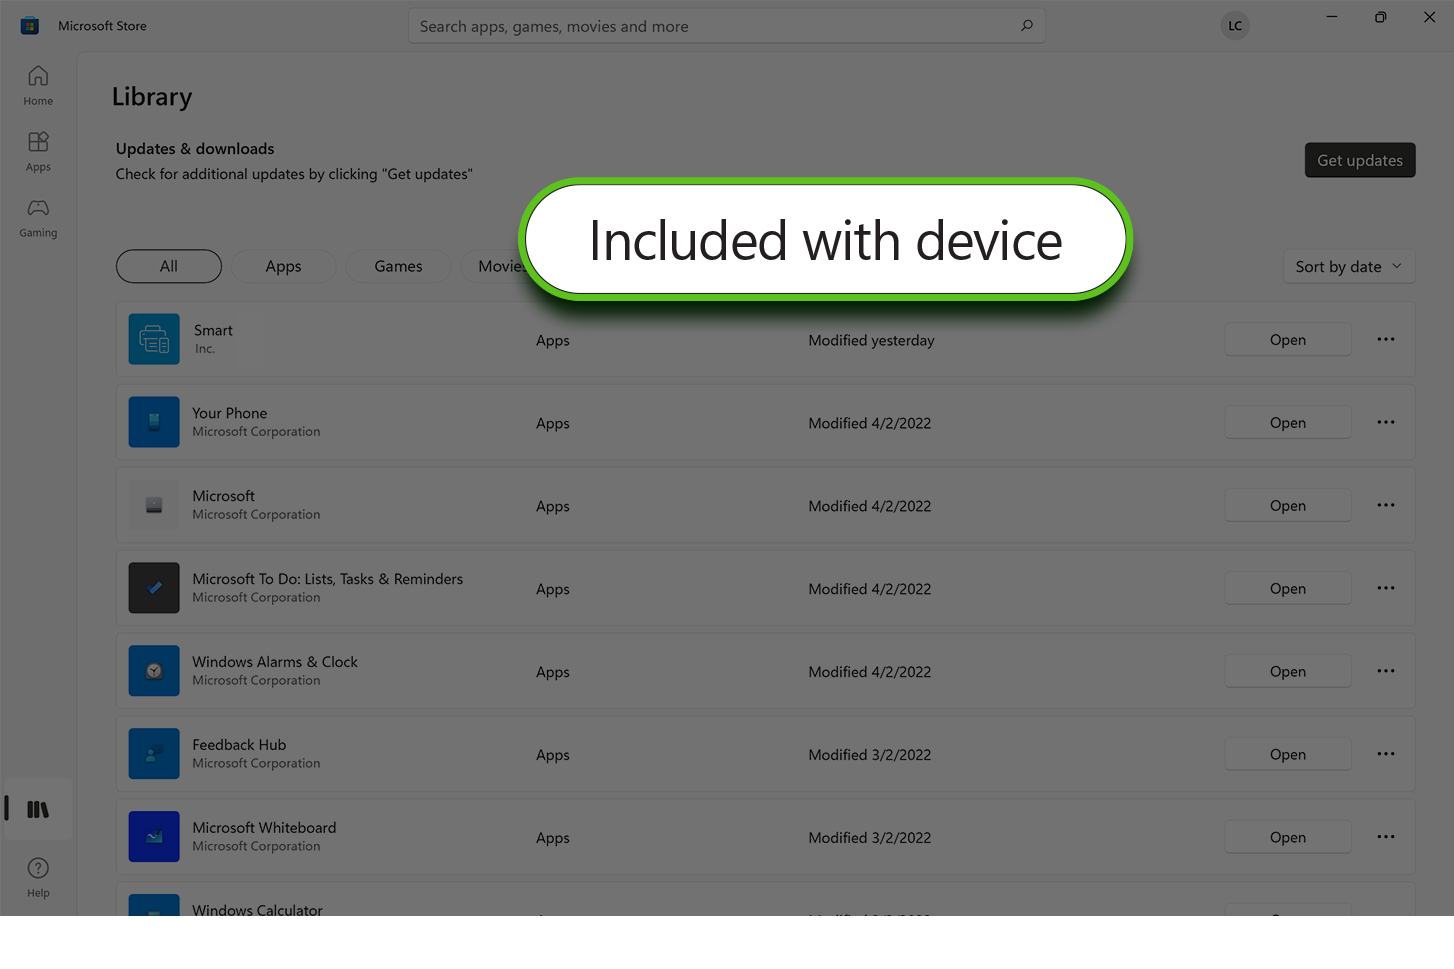 Microsoft Store
Search apps, games, movies and more
LC
Home
Apps
Gaming
Help
Library
Updates & downloads
Check for additional updates by clicking "Get updates"
Get updates
All
Apps
Games
Movies
Included with device
Sort by date
Smart
Inc.
Apps
Modified yesterday
Open
Your Phone
Microsoft Corporation
Apps
Modified 4/2/2022
Open
Microsoft
Microsoft Corporation
Apps
Modified 4/2/2022
Open
Microsoft To Do: Lists, Tasks & Reminders
Microsoft Corporation
Apps
Modified 4/2/2022
Open
Windows Alarms & Clock
Microsoft Corporation
Apps
Modified 4/2/2022
Open
Feedback Hub
Microsoft Corporation
Apps
Modified 3/2/2022
Open
Microsoft Whiteboard
Microsoft Corporation
Apps
Modified 3/2/2022
Open
Windows Calculator